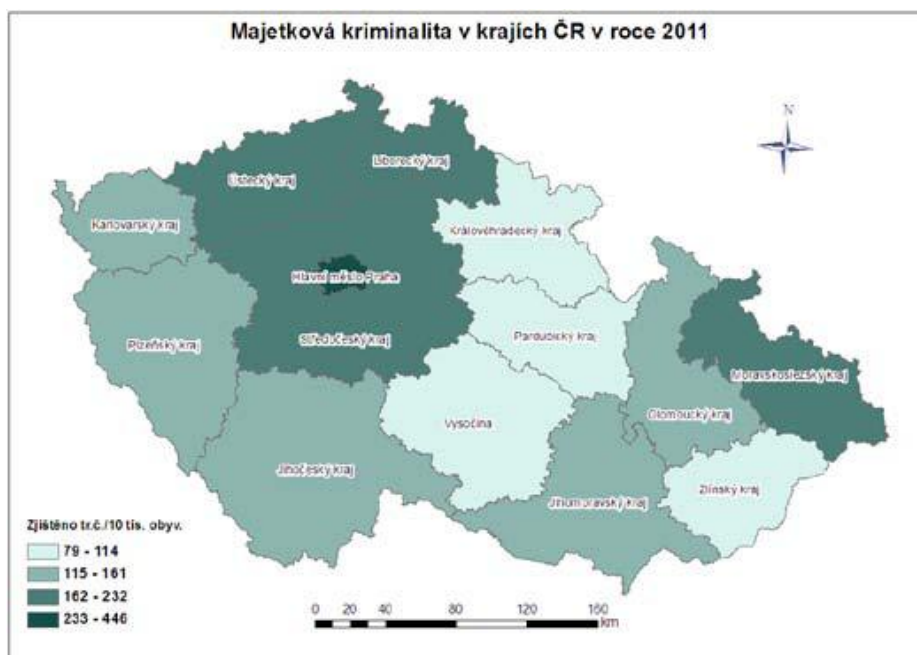 Majetková kriminalita v krajích ČR v roce 2011
N
Liberecký kraj
Ústecký kraj
Karlovarský kraj
Královéhradecký kraj
Hlavní město Praha
Plzeňský kraj
Středočeský kraj
Pardubický kraj
Moravskoslezský kraj
Olomoucký kraj
Vysočina
Jihočeský kraj
Zlínský kraj
Jihomoravský kraj
Zjištěno tr.č./10 tis. obyv.
79 - 114
115 - 161
162 - 232
233 - 446
0 20 40 80 120 160
km